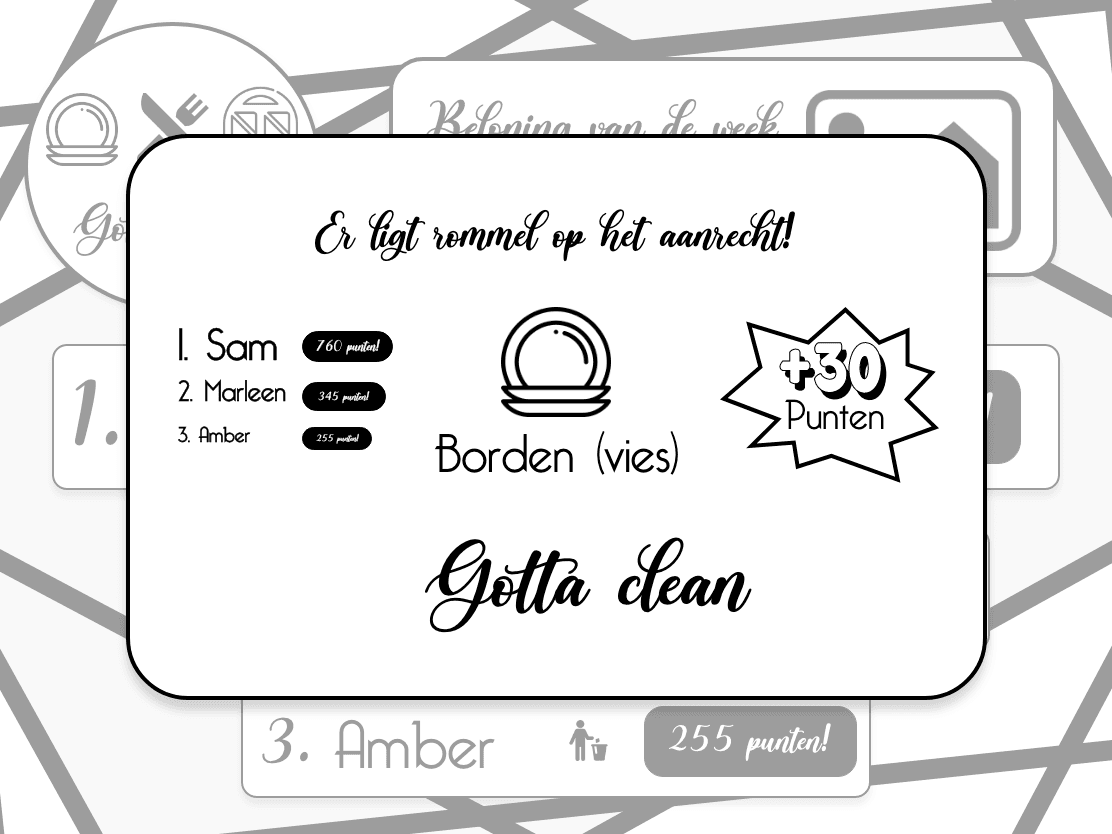 Beloning van de week
Go
Er ligt rommel op het aanrecht!
1. Sam 760 punten!
2. Marleen 345 punten!
3. Amber 255 punten!
Borden (vies)
+30
Punten
1.
Gotta clean
3. Amber 255 punten!